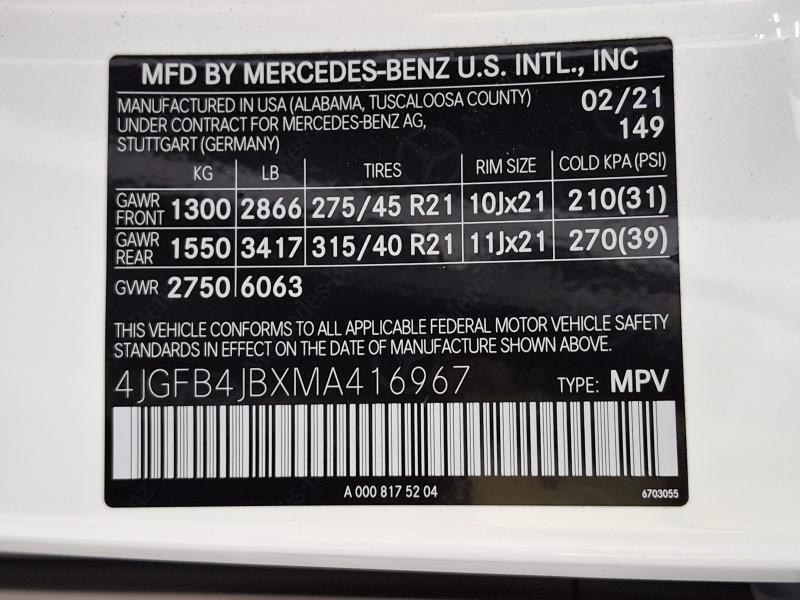 MFD BY MERCEDES-BENZ U.S. INTL., INC
MANUFACTURED IN USA (ALABAMA, TUSCALOOSA COUNTY) 02/21
UNDER CONTRACT FOR MERCEDES-BENZ AG, 149
STUTTGART (GERMANY)
KG LB TIRES RIM SIZE COLD KPA (PSI)
GAWR FRONT 1300 2866 275/45 R21 10Jx21 210(31)
GAWR REAR 1550 3417 315/40 R21 11Jx21 270(39)
GVWR 2750 6063
THIS VEHICLE CONFORMS TO ALL APPLICABLE FEDERAL MOTOR VEHICLE SAFETY
STANDARDS IN EFFECT ON THE DATE OF MANUFACTURE SHOWN ABOVE.
4JGFB4JBXMA416967 TYPE: MPV
A 000 817 52 04 6703055